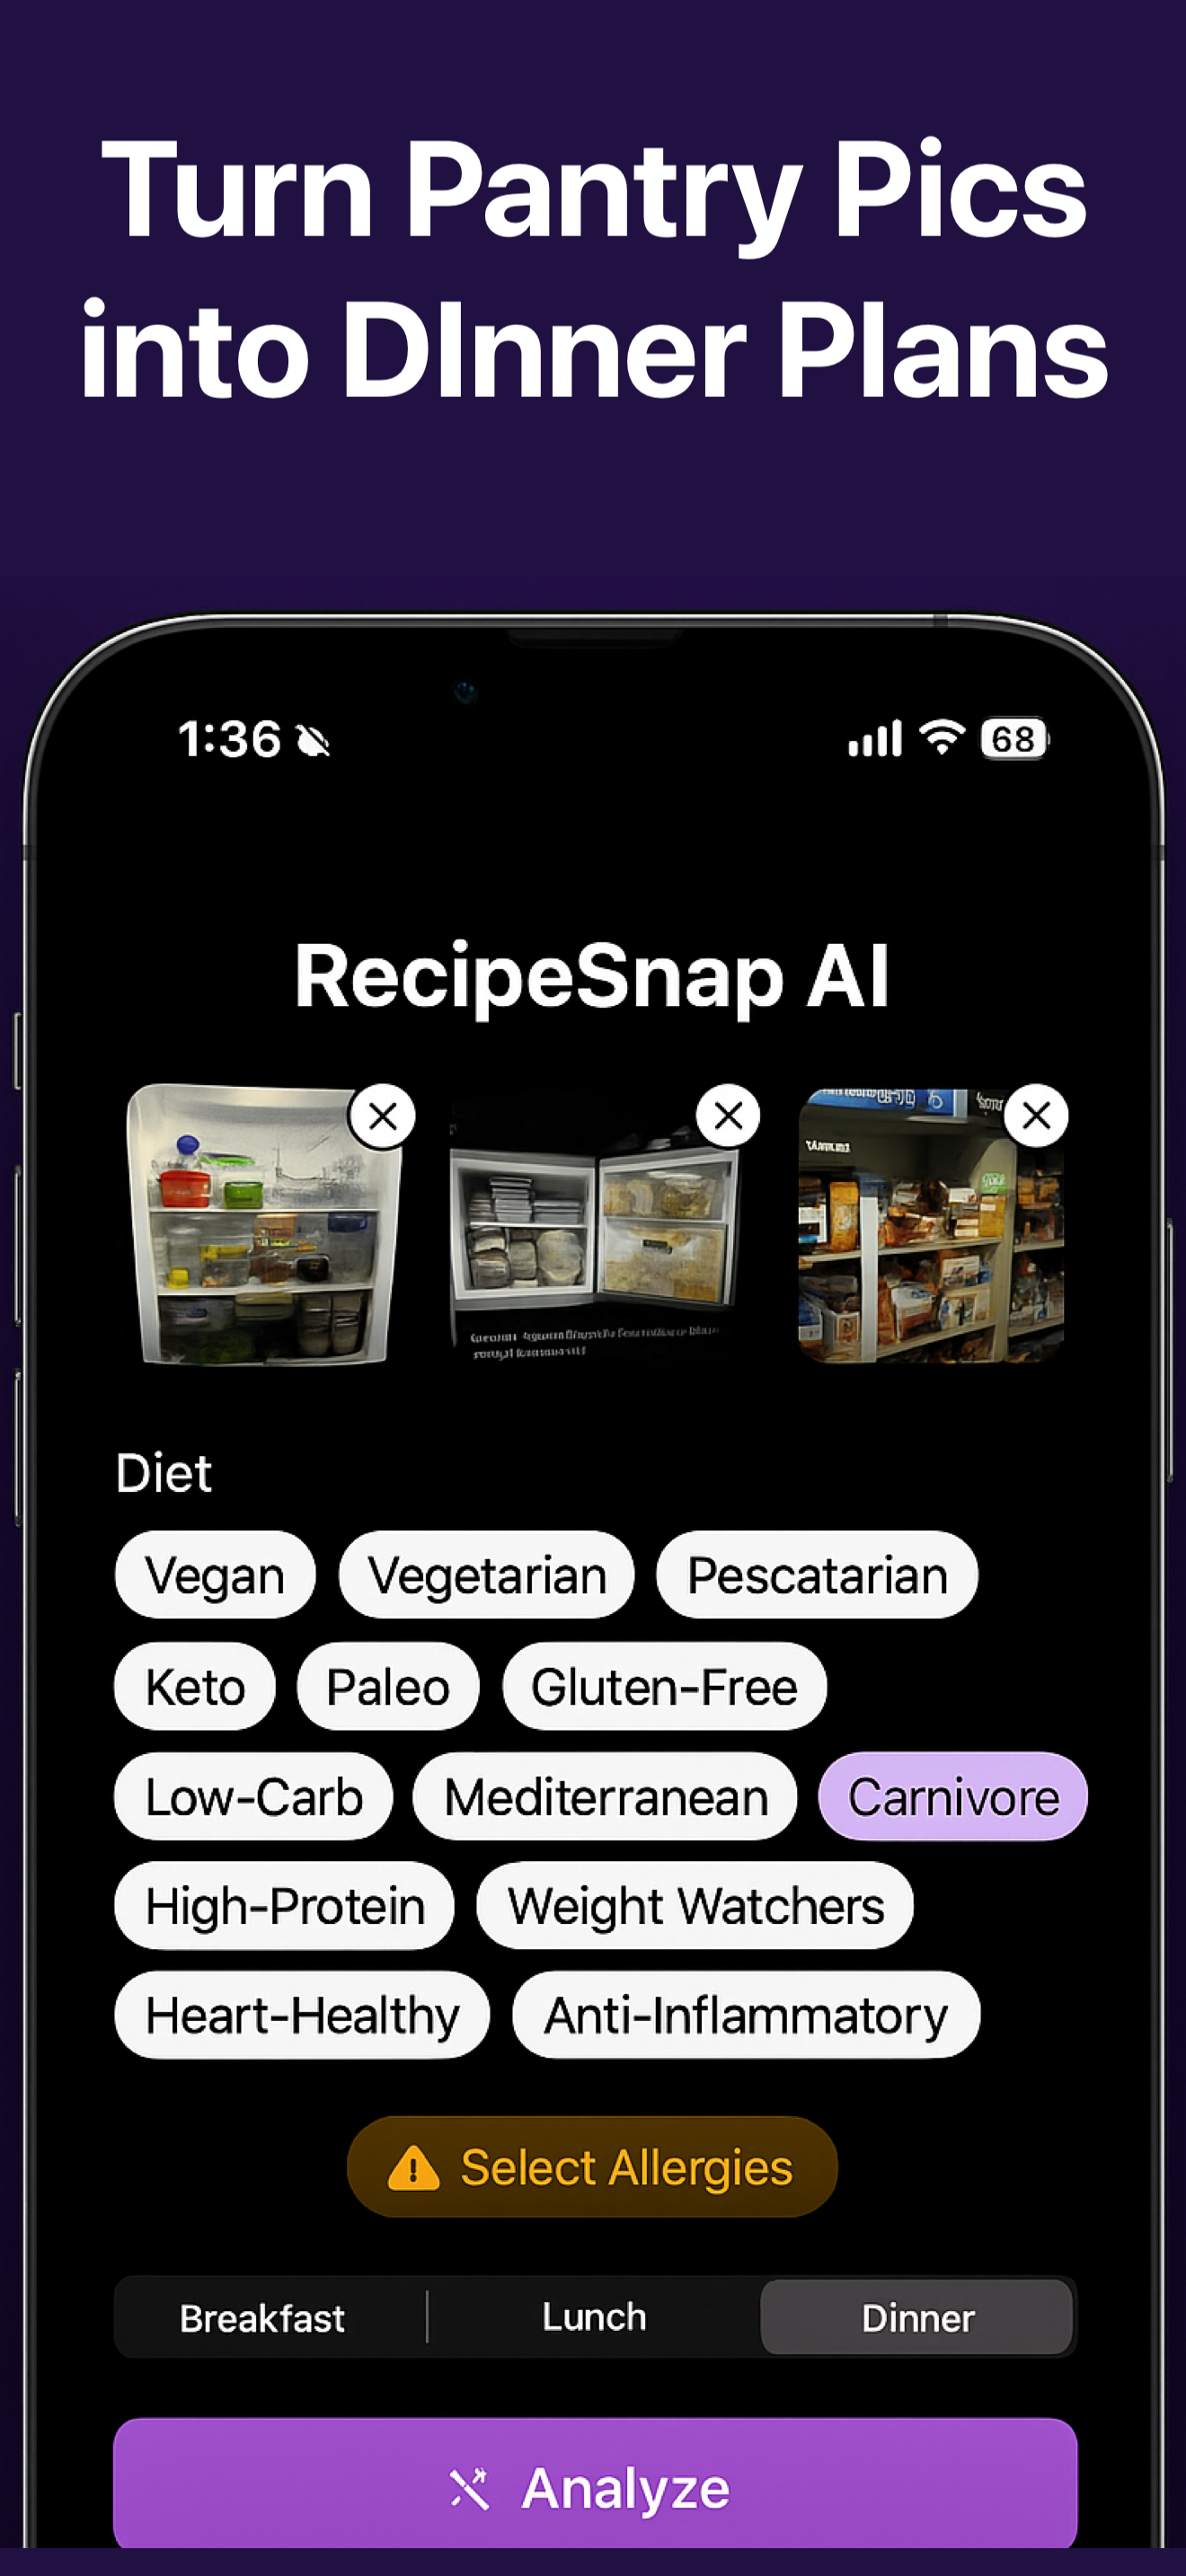 Turn Pantry Pics
into DInner Plans
1:36
68
RecipeSnap AI
Diet
Vegan
Vegetarian
Pescatarian
Keto
Paleo
Gluten-Free
Low-Carb
Mediterranean
Carnivore
High-Protein
Weight Watchers
Heart-Healthy
Anti-Inflammatory
Select Allergies
Breakfast
Lunch
Dinner
Analyze